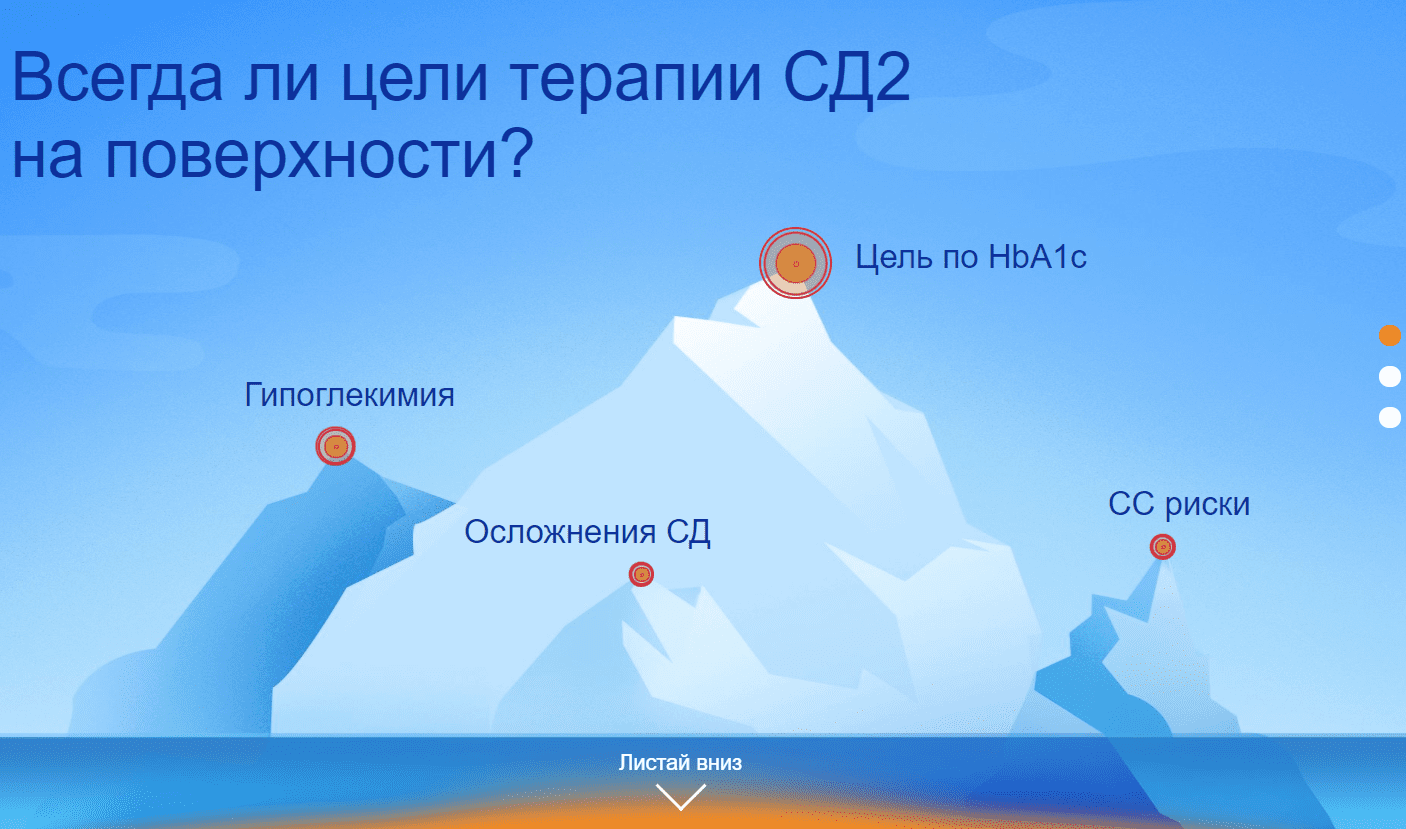 Всегда ли цели терапии СД2
на поверхности?
Цель по HbA1c
Гипоглекимия
СС риски
Осложнения СД
Листай вниз